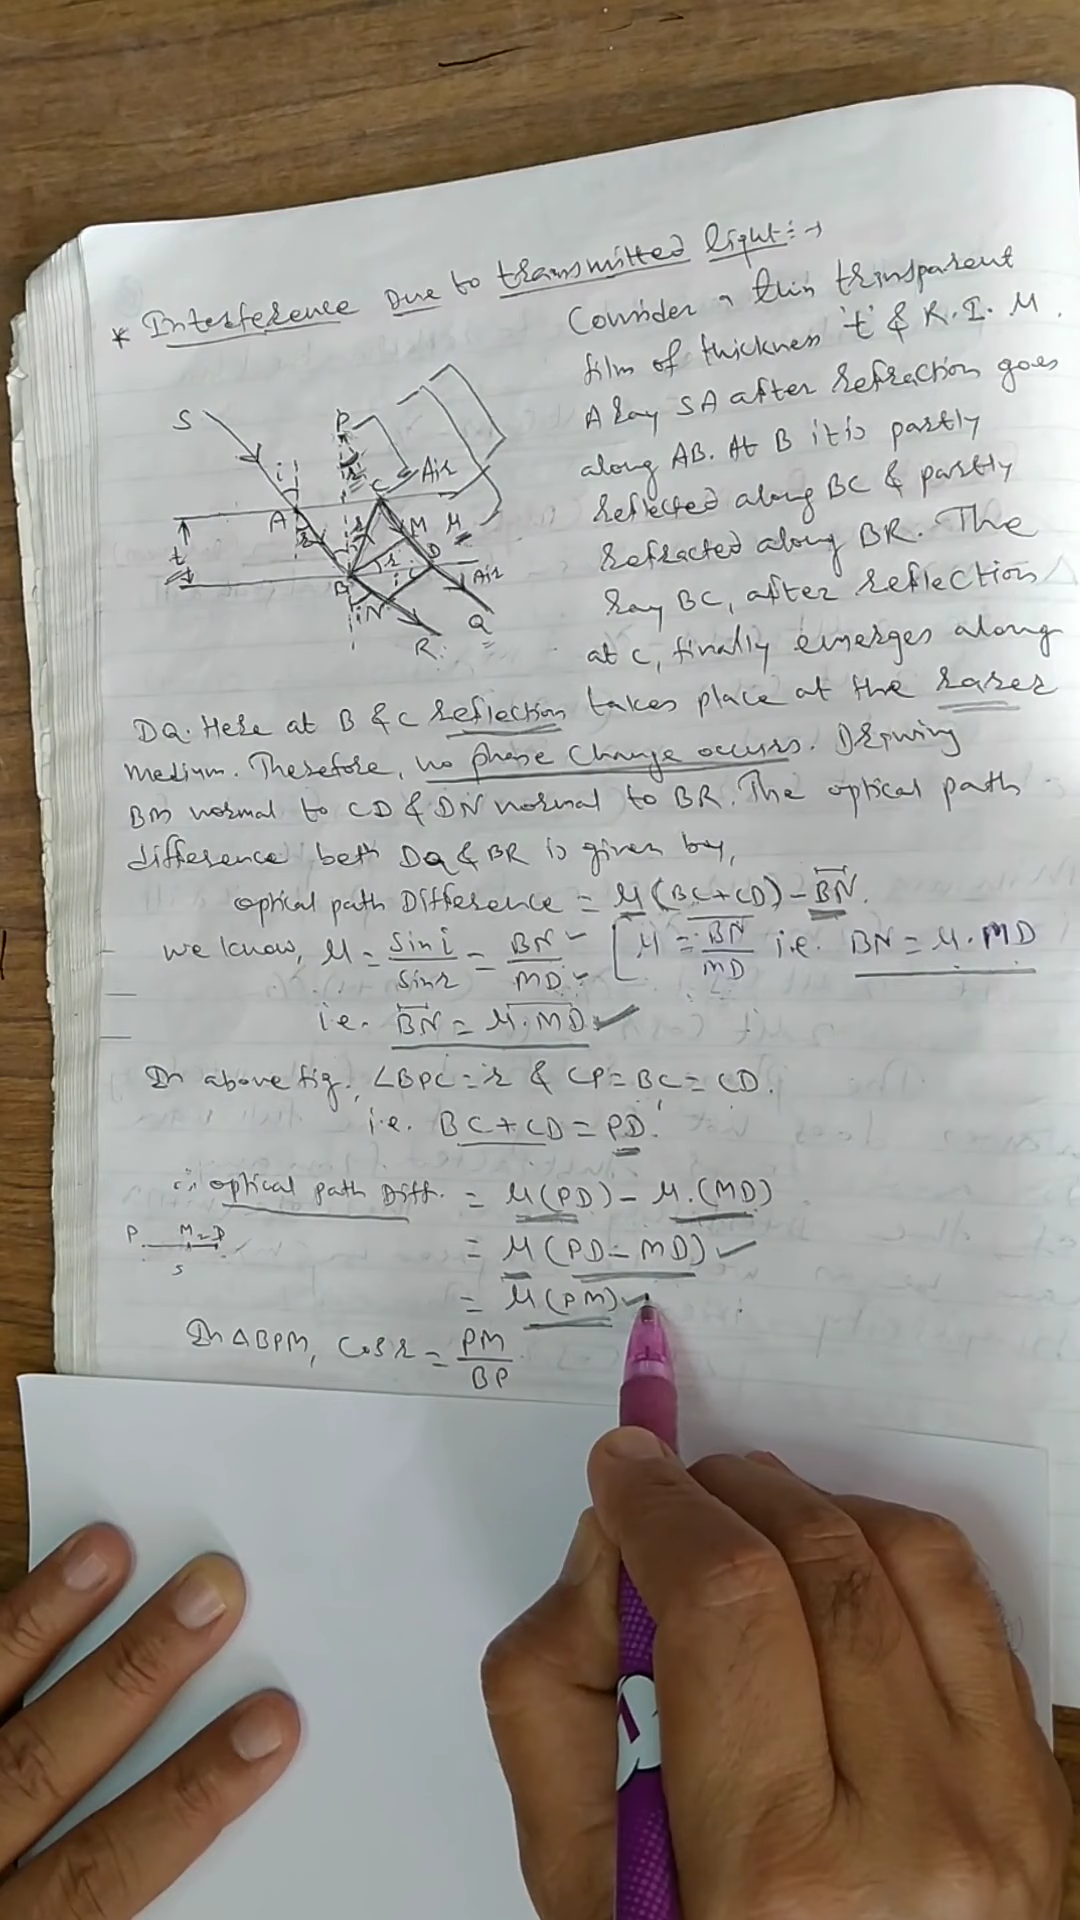 * Interference Due to transmitted light :→
Consider a thin transparent
film of thickness 't' & R.I. μ.
A ray SA after refraction goes
along AB. At B it is partly
reflected along BC & partly
refracted along BR. The
ray BC, after reflection
at C, finally emerges along
DQ. Here at B & C reflection takes place at the rarer
medium. Therefore, no phase change occurs. Drawing
BM normal to CD & DN normal to BR. The optical path
difference betn DQ & BR is given by,
optical path Difference = μ(BC+CD) - BN.
we know, μ = sin i / sin r = BN / MD [μ = BN / MD i.e. BN = μ.MD
i.e. BN = μ.MD ✓
In above fig., ∠BPC = r & CP = BC = CD.
i.e. BC + CD = PD.
∴ optical path Diff. = μ(PD) - μ.(MD)
= μ(PD - MD) ✓
= μ(PM) ✓
In ΔBPM, Cos r = PM / BP
S
P
i
r
C
Air
A
r
r
M
μ
t
r
D
B
i
Air
i
N
Q
R
P M D